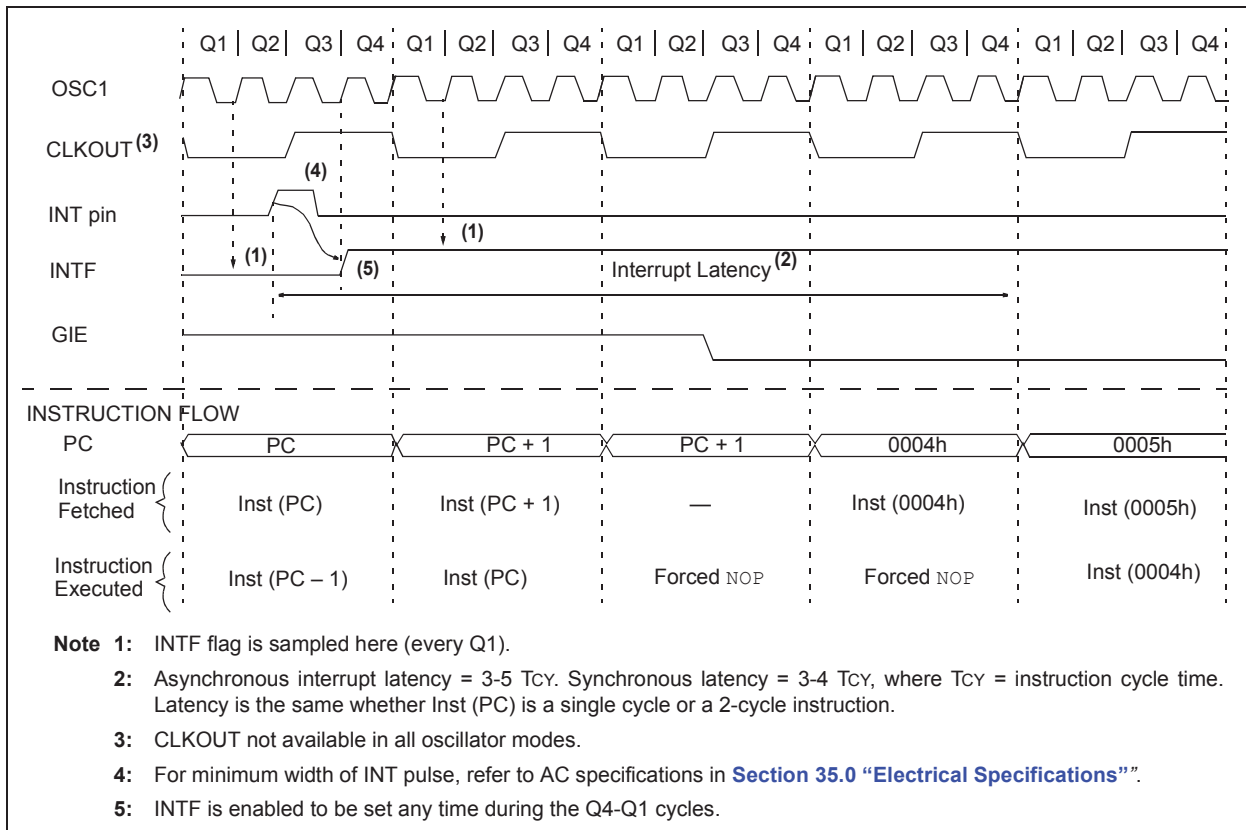 Q1 | Q2 | Q3 | Q4 Q1 | Q2 | Q3 | Q4 Q1 | Q2 | Q3 | Q4 Q1 | Q2 | Q3 | Q4 Q1 | Q2 | Q3 | Q4
OSC1
CLKOUT (3)
(4)
INT pin
(1)
(1)
INTF
(5)
Interrupt Latency (2)
GIE
INSTRUCTION FLOW
PC PC PC + 1 PC + 1 0004h 0005h
Instruction
Fetched
Inst (PC) Inst (PC + 1) — Inst (0004h) Inst (0005h)
Instruction
Executed
Inst (PC – 1) Inst (PC) Forced NOP Forced NOP Inst (0004h)
Note 1: INTF flag is sampled here (every Q1).
2: Asynchronous interrupt latency = 3-5 TCY. Synchronous latency = 3-4 TCY, where TCY = instruction cycle time.
Latency is the same whether Inst (PC) is a single cycle or a 2-cycle instruction.
3: CLKOUT not available in all oscillator modes.
4: For minimum width of INT pulse, refer to AC specifications in Section 35.0 “Electrical Specifications””.
5: INTF is enabled to be set any time during the Q4-Q1 cycles.